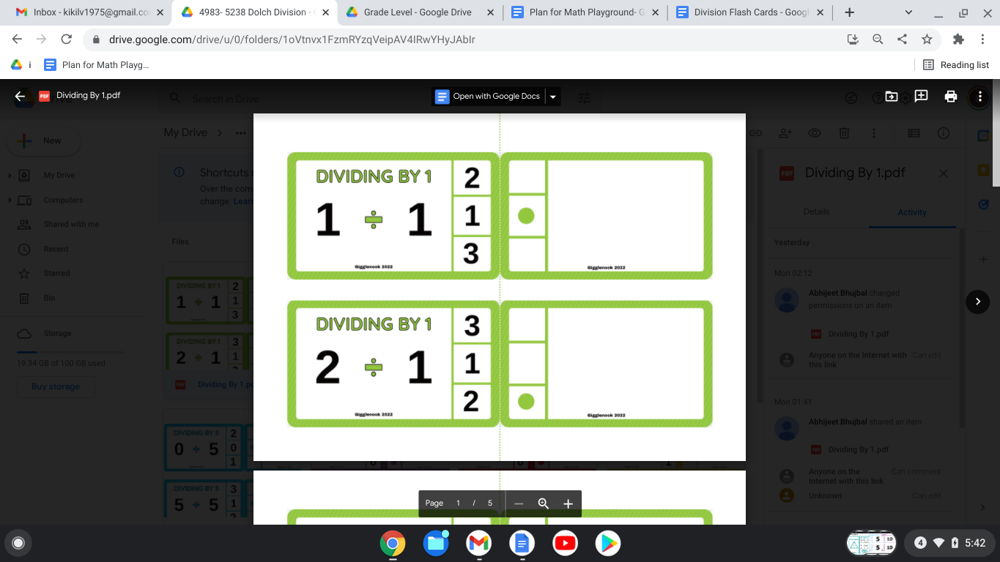 Inbox - kikilv1975@gmail.co
4983- 5238 Dolch Division -
Grade Level - Google Drive
Plan for Math Playground- G
Division Flash Cards - Googl
drive.google.com/drive/u/0/folders/1oVtnvx1FzmRYzqVeipAV4IRwYHyJAbIr
i
Plan for Math Playg...
Reading list
PDF Dividing By 1.pdf
Search in Drive
Open with Google Docs
New
My Drive
Computers
Shared with me
Recent
Starred
Bin
Storage
19.34 GB of 100 GB used
Buy storage
My Drive
Shortcuts
Over the com
change. Lear
Files
DIVIDING BY 1 2
1 ÷ 1 1
3
DIVIDING BY 1 3
2 ÷ 1 1
PDF Dividing By 1.p
DIVIDING BY 5 2
0 ÷ 5 0
1
DIVIDING BY 5 3
5 ÷ 5 1
DIVIDING BY 1
2
1 ÷ 1
1
3
Gigglenook 2022
Gigglenook 2022
DIVIDING BY 1
3
2 ÷ 1
1
2
Gigglenook 2022
Gigglenook 2022
Page 1 / 5
PDF Dividing By 1.pdf
Details
Activity
Yesterday
Mon 02.12
Abhijeet Bhujbal changed
permissions on an item
PDF Dividing By 1.pdf
Anyone on the Internet with
this link
Can edit
Mon 01:41
Abhijeet Bhujbal shared an item
PDF Dividing By 1.pdf
Anyone on the
Internet with this link
Can comment
Unknown
Can edit
4
5:42